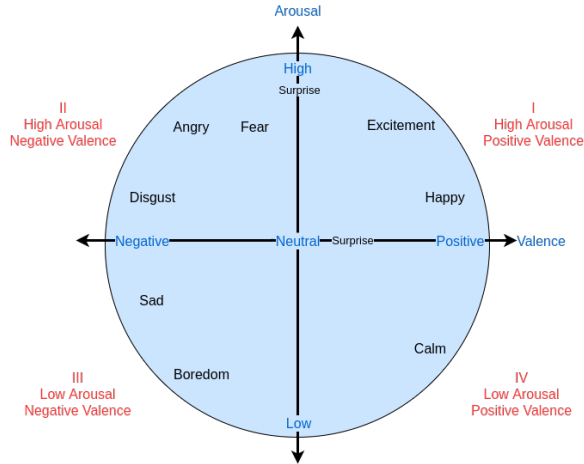 Arousal
High
Surprise
II
High Arousal
Negative Valence
I
High Arousal
Positive Valence
Angry
Fear
Excitement
Disgust
Happy
Negative
Neutral
Surprise
Positive
Valence
Sad
Calm
Boredom
III
Low Arousal
Negative Valence
IV
Low Arousal
Positive Valence
Low